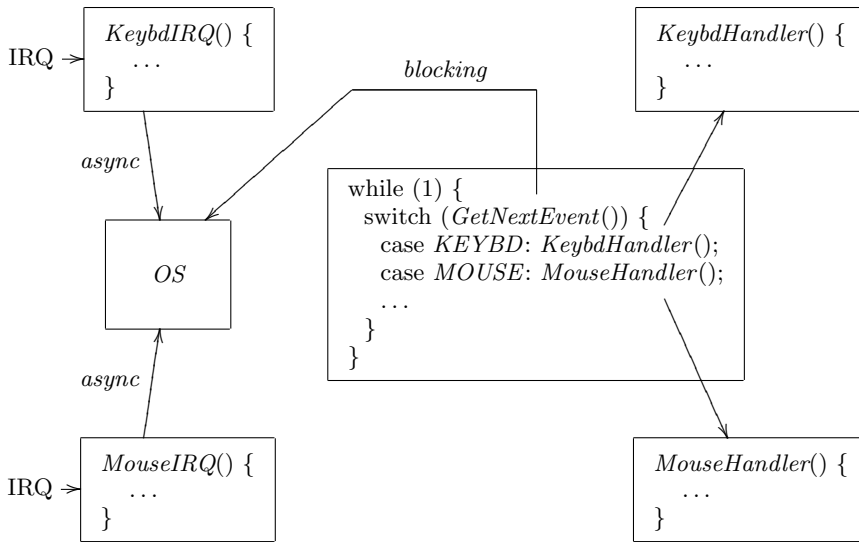 KeybdIRQ() {
...
}
IRQ
KeybdHandler() {
...
}
blocking
async
while (1) {
switch (GetNextEvent()) {
case KEYBD: KeybdHandler();
case MOUSE: MouseHandler();
...
}
}
OS
async
MouseIRQ() {
...
}
IRQ
MouseHandler() {
...
}